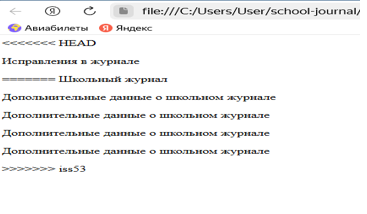 Я file:///C:/Users/User/school-journal/
Авиабилеты Я Яндекс
<<<<<<< HEAD
Исправления в журнале
======= Школьный журнал
Допольнительные данные о школьном журнале
Дополнительные данные о школьном журнале
Дополнительные данные о школьном журнале
Дополнительные данные о школьном журнале
>>>>>>> iss53